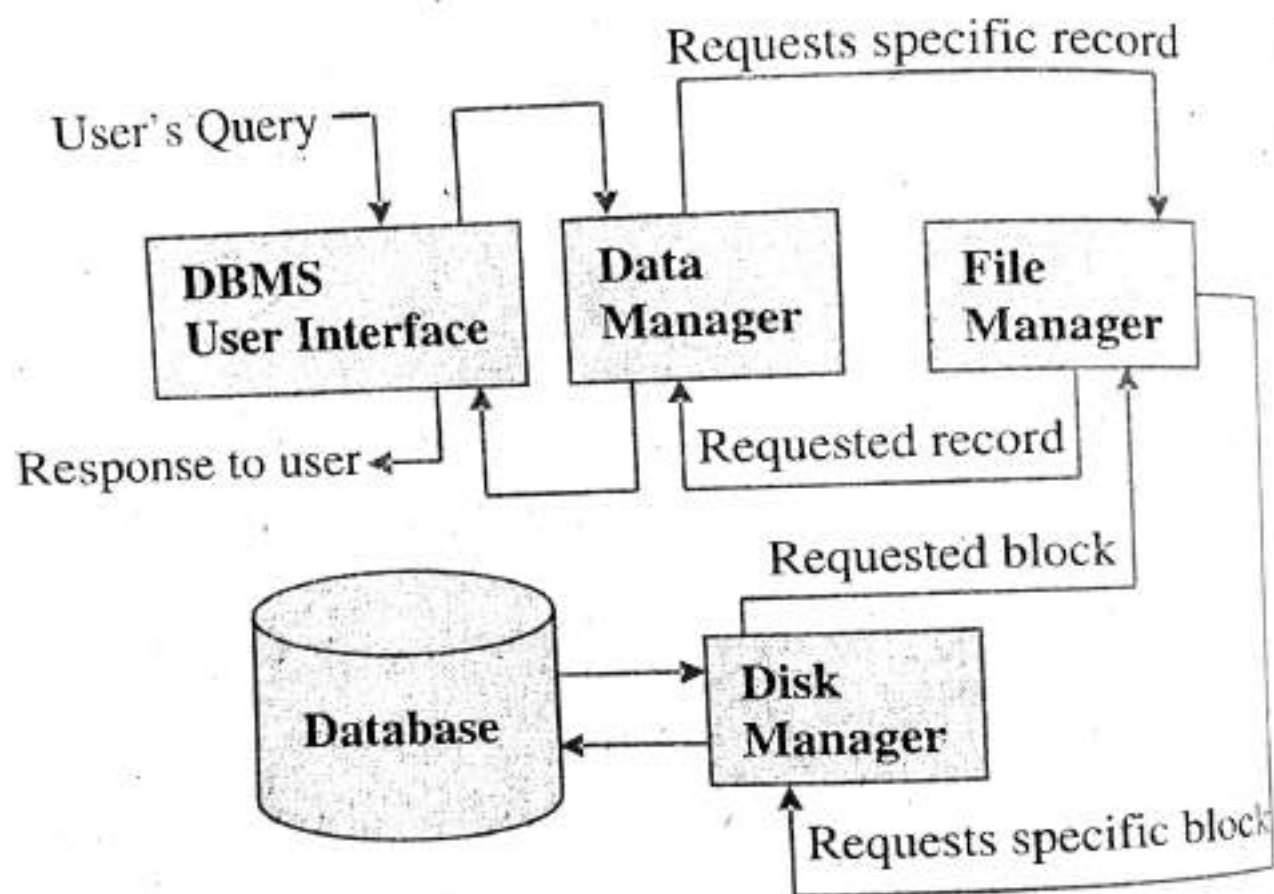 Requests specific record
User's Query
DBMS
User Interface
Data
Manager
File
Manager
Response to user
Requested record
Requested block
Database
Disk
Manager
Requests specific block